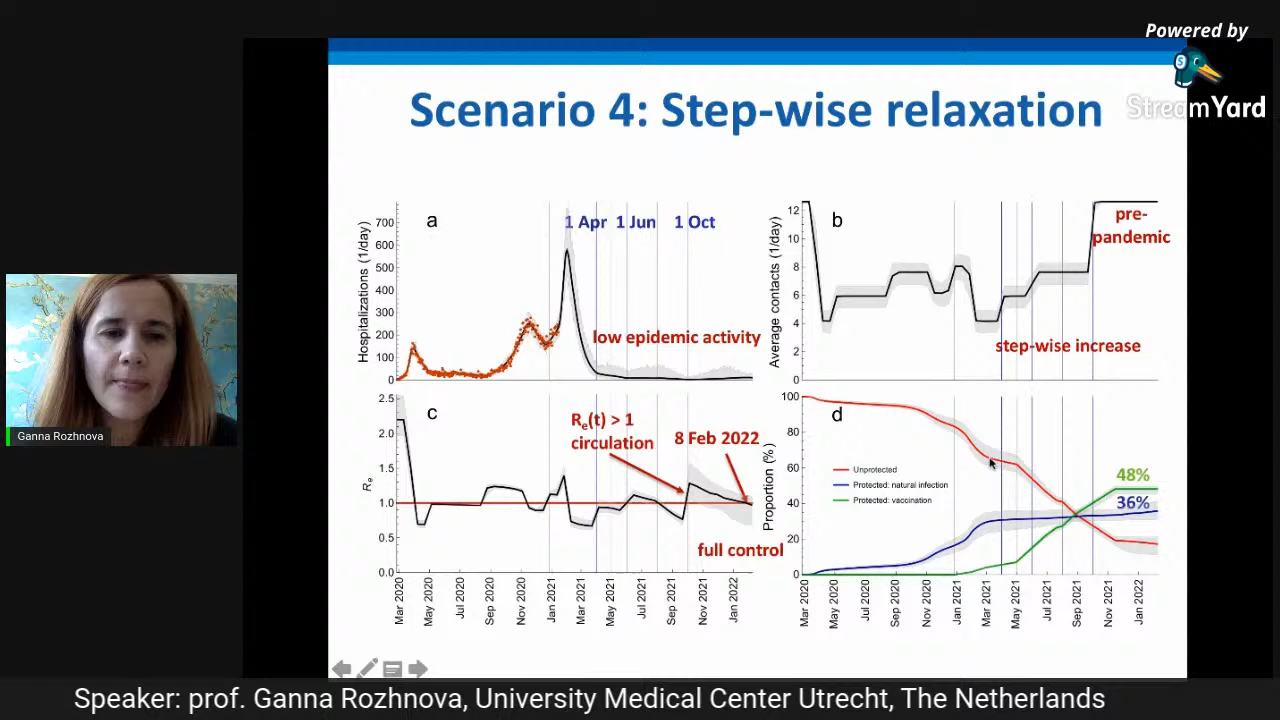 Powered by
StreamYard
Scenario 4: Step-wise relaxation
a
1 Apr 1 Jun 1 Oct
low epidemic activity
Hospitalizations (1/day)
700
600
500
400
300
200
100
0
b
pre-
pandemic
step-wise increase
Average contacts (1/day)
12
10
8
6
4
2
0
c
Re(t) > 1
circulation
8 Feb 2022
full control
Re
2.5
2.0
1.5
1.0
0.5
0.0
Mar 2020
May 2020
Jul 2020
Sep 2020
Nov 2020
Jan 2021
Mar 2021
May 2021
Jul 2021
Sep 2021
Nov 2021
Jan 2022
d
Unprotected
Protected: natural infection
Protected: vaccination
48%
36%
Proportion (%)
100
80
60
40
20
0
Mar 2020
May 2020
Jul 2020
Sep 2020
Nov 2020
Jan 2021
Mar 2021
May 2021
Jul 2021
Sep 2021
Nov 2021
Jan 2022
Ganna Rozhnova
Speaker: prof. Ganna Rozhnova, University Medical Center Utrecht, The Netherlands